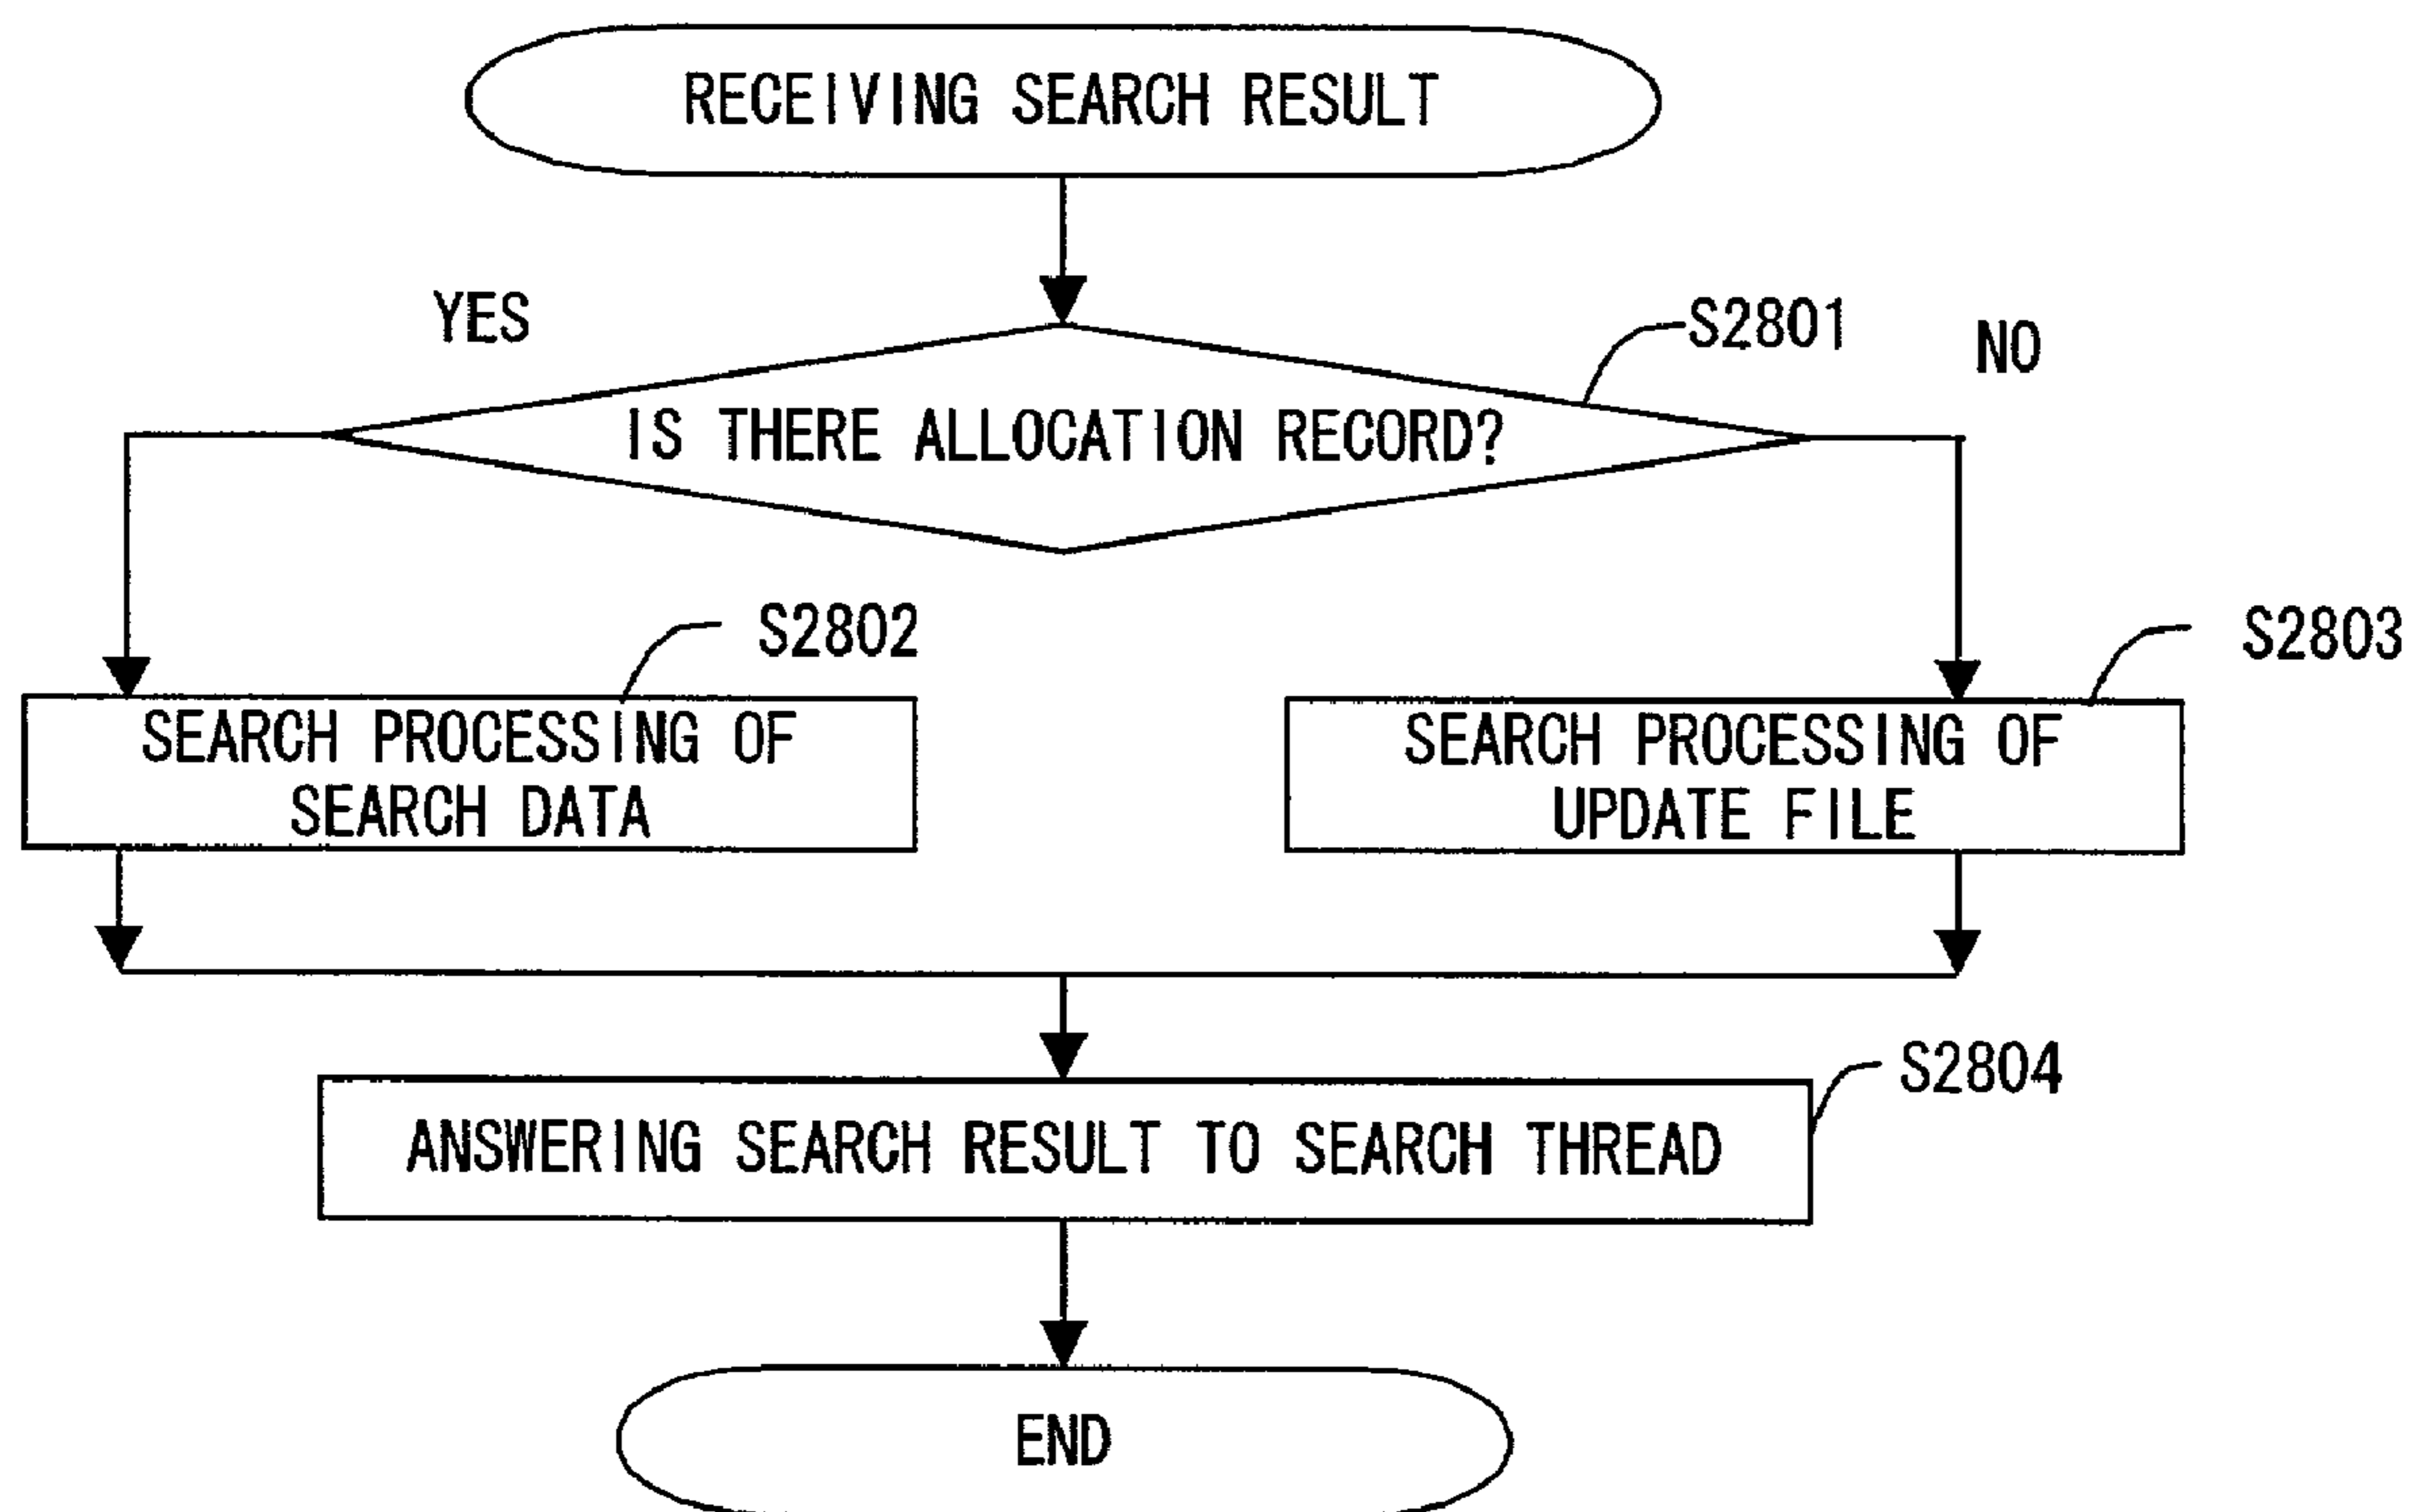 RECEIVING SEARCH RESULT
YES
S2801
NO
IS THERE ALLOCATION RECORD?
S2802
S2803
SEARCH PROCESSING OF
SEARCH DATA
SEARCH PROCESSING OF
UPDATE FILE
S2804
ANSWERING SEARCH RESULT TO SEARCH THREAD
END